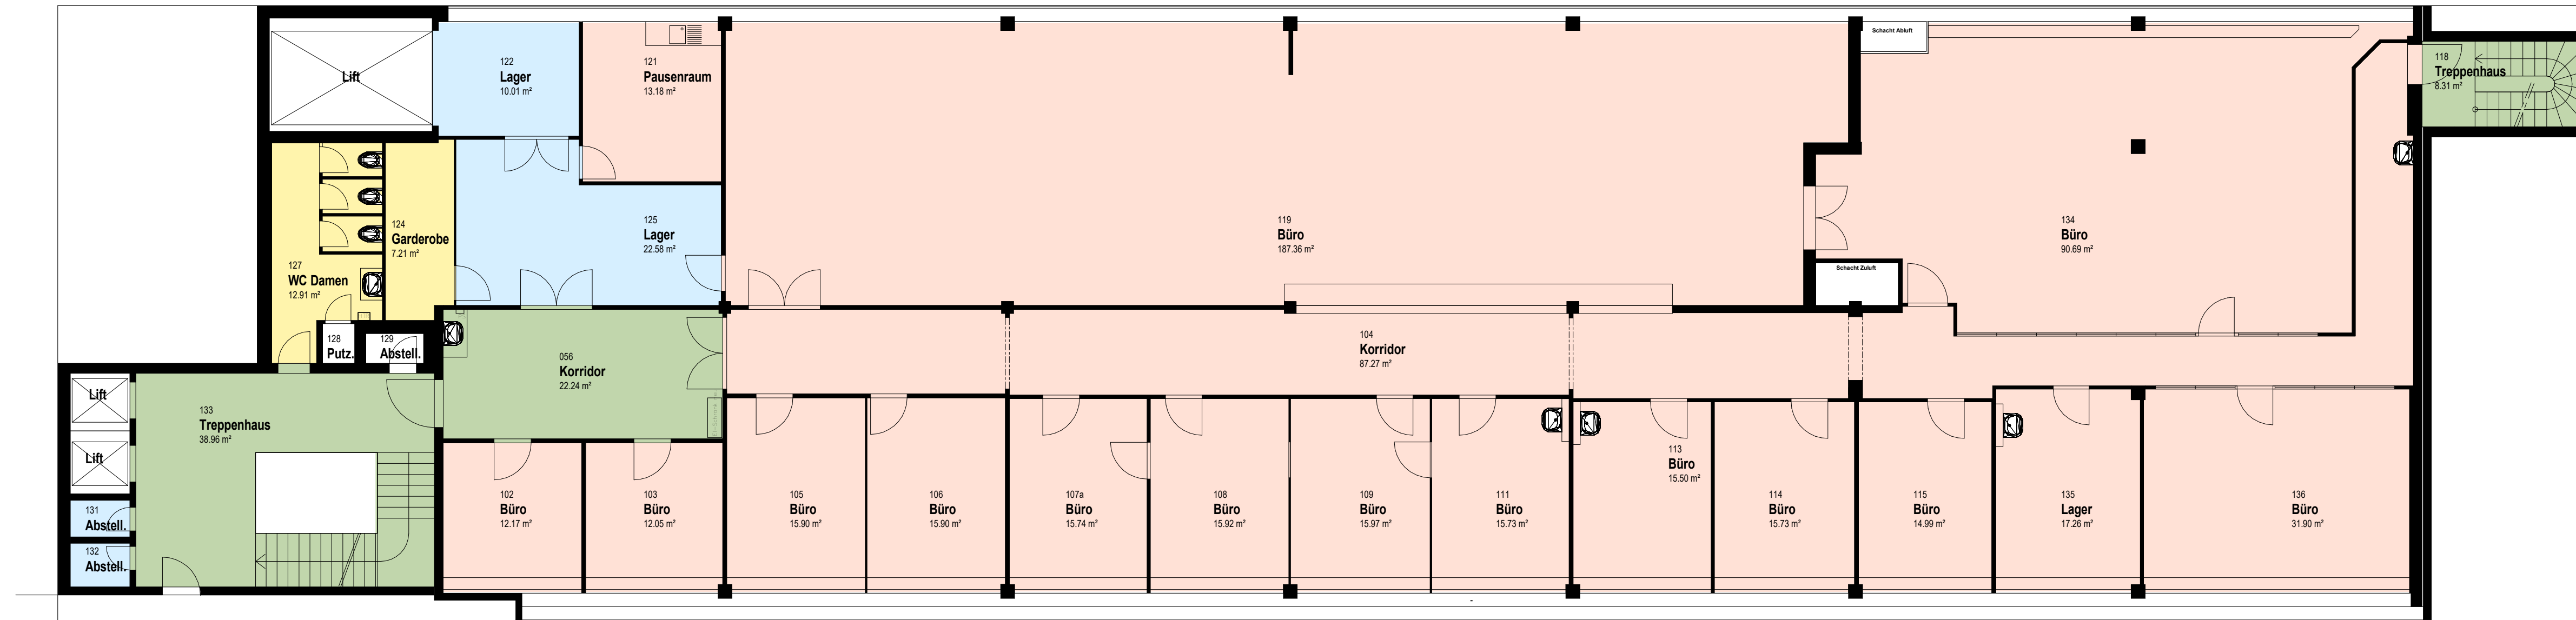 Lift
122
Lager
10.01 m²
121
Pausenraum
13.18 m²
Schacht Abluft
118
Treppenhaus
8.31 m²
124
Garderobe
7.21 m²
125
Lager
22.58 m²
119
Büro
187.36 m²
134
Büro
90.69 m²
127
WC Damen
12.91 m²
Schacht Zuluft
128
Putz.
129
Abstell.
056
Korridor
22.24 m²
104
Korridor
87.27 m²
Lift
133
Treppenhaus
38.96 m²
Lift
131
Abstell.
132
Abstell.
102
Büro
12.17 m²
103
Büro
12.05 m²
105
Büro
15.90 m²
106
Büro
15.90 m²
107a
Büro
15.74 m²
108
Büro
15.92 m²
109
Büro
15.97 m²
111
Büro
15.73 m²
113
Büro
15.50 m²
114
Büro
15.73 m²
115
Büro
14.99 m²
135
Lager
17.26 m²
136
Büro
31.90 m²